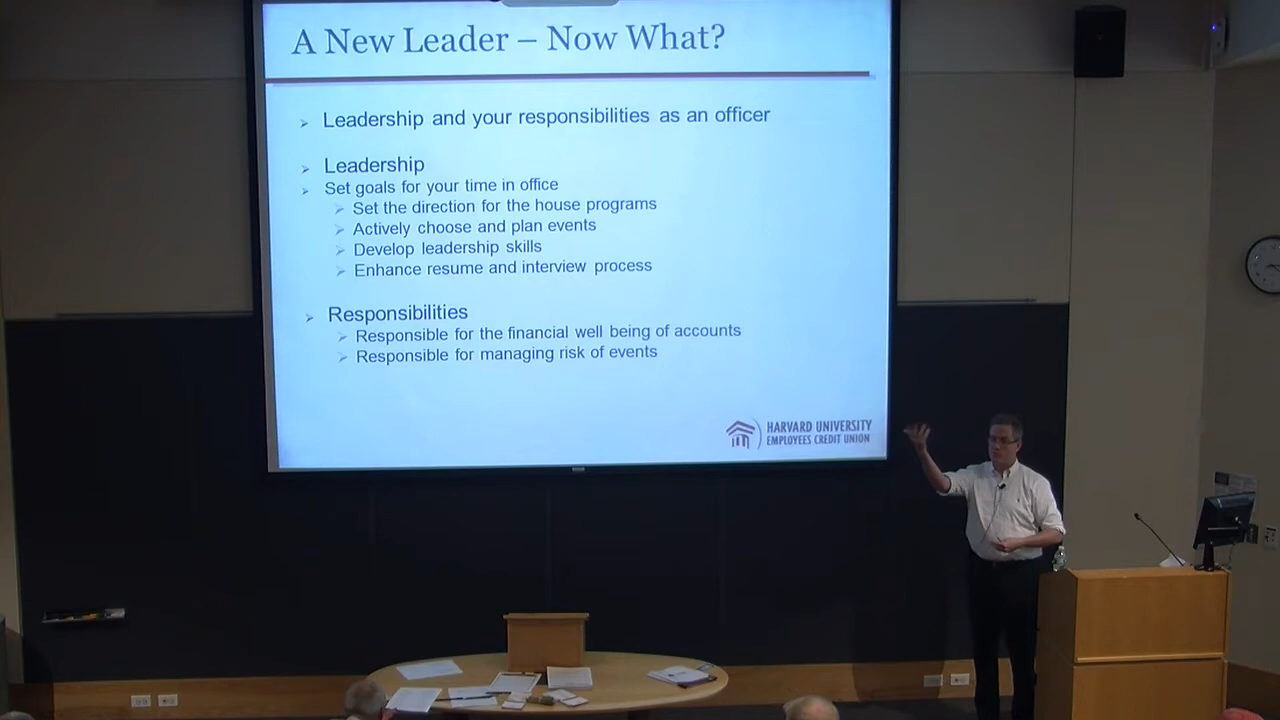 A New Leader – Now What?
Leadership and your responsibilities as an officer
Leadership
Set goals for your time in office
Set the direction for the house programs
Actively choose and plan events
Develop leadership skills
Enhance resume and interview process
Responsibilities
Responsible for the financial well being of accounts
Responsible for managing risk of events
HARVARD UNIVERSITY
EMPLOYEES CREDIT UNION